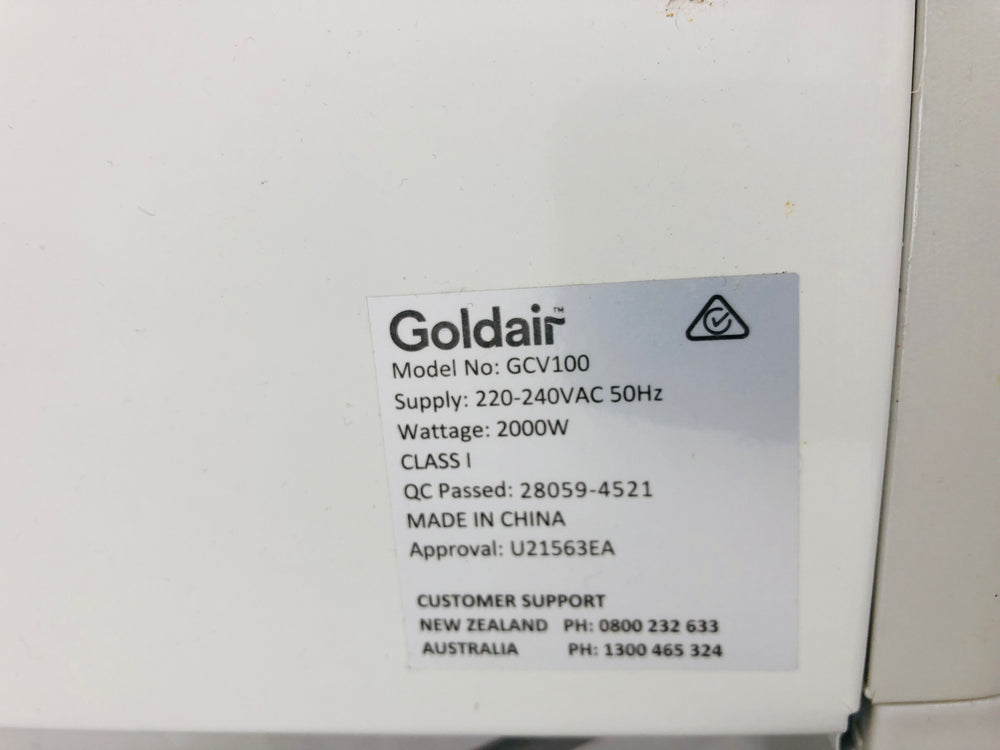 Goldair™
Model No: GCV100
Supply: 220-240VAC 50Hz
Wattage: 2000W
CLASS I
QC Passed: 28059-4521
MADE IN CHINA
Approval: U21563EA
CUSTOMER SUPPORT
NEW ZEALAND PH: 0800 232 633
AUSTRALIA PH: 1300 465 324